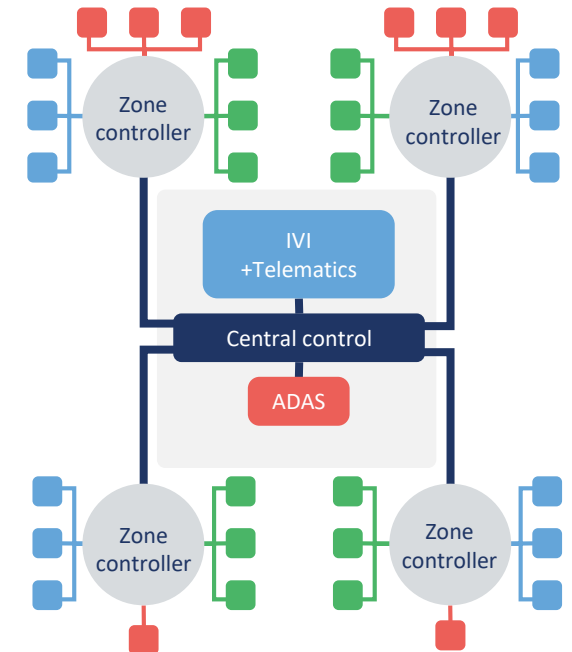 Zone
controller
Zone
controller
IVI
+Telematics
Central control
ADAS
Zone
controller
Zone
controller